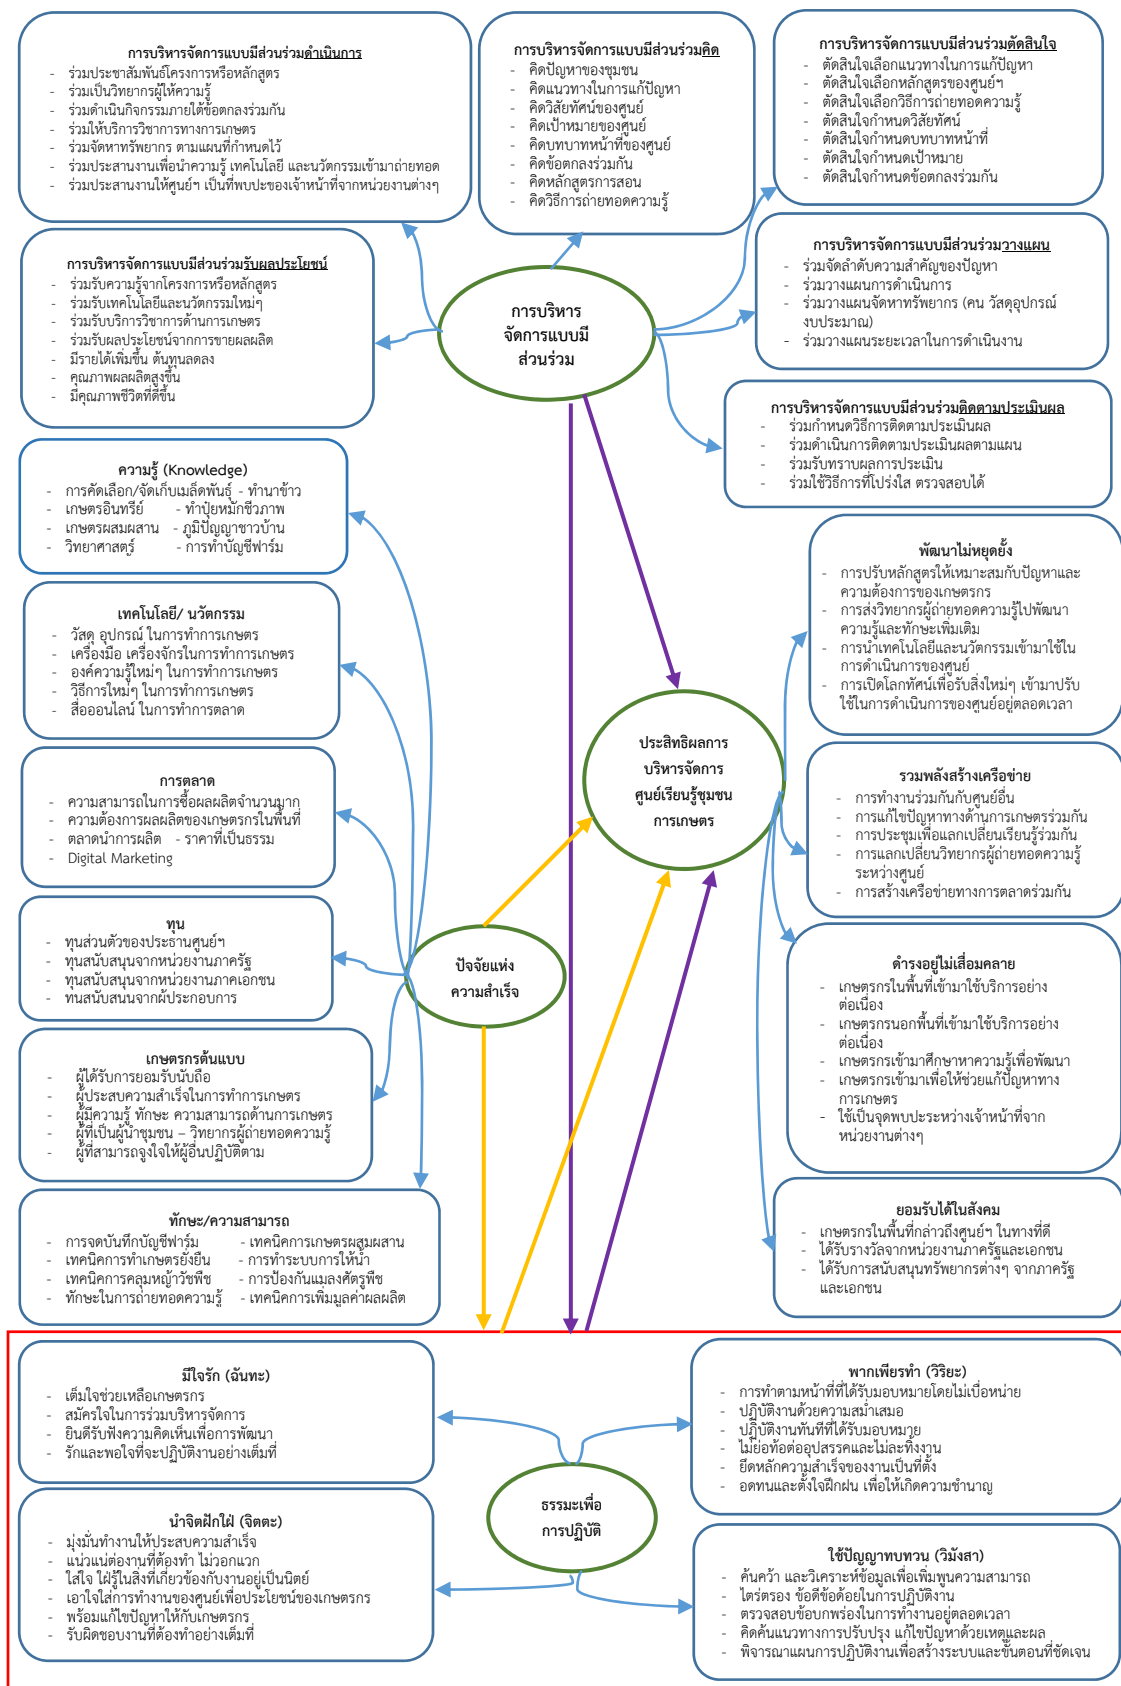 การบริหารจัดการแบบมีส่วนร่วมดำเนินการ
- ร่วมประชาสัมพันธ์โครงการหรือหลักสูตร
- ร่วมเป็นวิทยากรผู้ให้ความรู้
- ร่วมดำเนินกิจกรรมภายใต้ข้อตกลงร่วมกัน
- ร่วมให้บริการวิชาการทางการเกษตร
- ร่วมจัดหาทรัพยากร ตามแผนที่กำหนดไว้
- ร่วมประสานงานเพื่อนำความรู้ เทคโนโลยี และนวัตกรรมเข้ามาถ่ายทอด
- ร่วมประสานงานให้ศูนย์ฯ เป็นที่พบปะของเจ้าหน้าที่จากหน่วยงานต่างๆ
การบริหารจัดการแบบมีส่วนร่วมคิด
- คิดปัญหาของชุมชน
- คิดแนวทางในการแก้ปัญหา
- คิดวิสัยทัศน์ของศูนย์
- คิดเป้าหมายของศูนย์
- คิดบทบาทหน้าที่ของศูนย์
- คิดข้อตกลงร่วมกัน
- คิดหลักสูตรการสอน
- คิดวิธีการถ่ายทอดความรู้
การบริหารจัดการแบบมีส่วนร่วมตัดสินใจ
- ตัดสินใจเลือกแนวทางในการแก้ปัญหา
- ตัดสินใจเลือกหลักสูตรของศูนย์ฯ
- ตัดสินใจเลือกวิธีการถ่ายทอดความรู้
- ตัดสินใจกำหนดวิสัยทัศน์
- ตัดสินใจกำหนดบทบาทหน้าที่
- ตัดสินใจกำหนดเป้าหมาย
- ตัดสินใจกำหนดข้อตกลงร่วมกัน
การบริหารจัดการแบบมีส่วนร่วมรับผลประโยชน์
- ร่วมรับความรู้จากโครงการหรือหลักสูตร
- ร่วมรับเทคโนโลยีและนวัตกรรมใหม่ๆ
- ร่วมรับบริการวิชาการด้านการเกษตร
- ร่วมรับผลประโยชน์จากการขายผลผลิต
- มีรายได้เพิ่มขึ้น ต้นทุนลดลง
- คุณภาพผลผลิตสูงขึ้น
- มีคุณภาพชีวิตที่ดีขึ้น
การบริหาร
จัดการแบบมี
ส่วนร่วม
การบริหารจัดการแบบมีส่วนร่วมวางแผน
- ร่วมจัดลำดับความสำคัญของปัญหา
- ร่วมวางแผนการดำเนินการ
- ร่วมวางแผนจัดหาทรัพยากร (คน วัสดุอุปกรณ์
งบประมาณ)
- ร่วมวางแผนระยะเวลาในการดำเนินงาน
การบริหารจัดการแบบมีส่วนร่วมติดตามประเมินผล
- ร่วมกำหนดวิธีการติดตามประเมินผล
- ร่วมดำเนินการติดตามประเมินผลตามแผน
- ร่วมรับทราบผลการประเมิน
- ร่วมใช้วิธีการที่โปร่งใส ตรวจสอบได้
ความรู้ (Knowledge)
- การคัดเลือก/จัดเก็บเมล็ดพันธุ์ - ทำนาข้าว
- เกษตรอินทรีย์ - ทำปุ๋ยหมักชีวภาพ
- เกษตรผสมผสาน - ภูมิปัญญาชาวบ้าน
- วิทยาศาสตร์ - การทำบัญชีฟาร์ม
เทคโนโลยี/ นวัตกรรม
- วัสดุ อุปกรณ์ ในการทำการเกษตร
- เครื่องมือ เครื่องจักรในการทำการเกษตร
- องค์ความรู้ใหม่ๆ ในการทำการเกษตร
- วิธีการใหม่ๆ ในการทำการเกษตร
- สื่อออนไลน์ ในการทำการตลาด
การตลาด
- ความสามารถในการซื้อผลผลิตจำนวนมาก
- ความต้องการผลผลิตของเกษตรกรในพื้นที่
- ตลาดนำการผลิต - ราคาที่เป็นธรรม
- Digital Marketing
ทุน
- ทุนส่วนตัวของประธานศูนย์ฯ
- ทุนสนับสนุนจากหน่วยงานภาครัฐ
- ทุนสนับสนุนจากหน่วยงานภาคเอกชน
- ทนสนับสนนจากผู้ประกอบการ
เกษตรกรต้นแบบ
- ผู้ได้รับการยอมรับนับถือ
- ผู้ประสบความสำเร็จในการทำการเกษตร
- ผู้มีความรู้ ทักษะ ความสามารถด้านการเกษตร
- ผู้ที่เป็นผู้นำชุมชน – วิทยากรผู้ถ่ายทอดความรู้
- ผู้ที่สามารถจูงใจให้ผู้อื่นปฏิบัติตาม
ทักษะ/ความสามารถ
- การจดบันทึกบัญชีฟาร์ม - เทคนิคการเกษตรผสมผสาน
- เทคนิคการทำเกษตรยั่งยืน - การทำระบบการให้น้ำ
- เทคนิคการคลุมหญ้าวัชพืช - การป้องกันแมลงศัตรูพืช
- ทักษะในการถ่ายทอดความรู้ - เทคนิคการเพิ่มมูลค่าผลผลิต
ปัจจัยแห่ง
ความสำเร็จ
ประสิทธิผลการ
บริหารจัดการ
ศูนย์เรียนรู้ชุมชน
การเกษตร
พัฒนาไม่หยุดยั้ง
- การปรับหลักสูตรให้เหมาะสมกับปัญหาและ
ความต้องการของเกษตรกร
- การส่งวิทยากรผู้ถ่ายทอดความรู้ไปพัฒนา
ความรู้และทักษะเพิ่มเติม
- การนำเทคโนโลยีและนวัตกรรมเข้ามาใช้ใน
การดำเนินการของศูนย์
- การเปิดโลกทัศน์เพื่อรับสิ่งใหม่ๆ เข้ามาปรับ
ใช้ในการดำเนินการของศูนย์อยู่ตลอดเวลา
รวมพลังสร้างเครือข่าย
- การทำงานร่วมกันกับศูนย์อื่น
- การแก้ไขปัญหาทางด้านการเกษตรร่วมกัน
- การประชุมเพื่อแลกเปลี่ยนเรียนรู้ร่วมกัน
- การแลกเปลี่ยนวิทยากรผู้ถ่ายทอดความรู้
ระหว่างศูนย์
- การสร้างเครือข่ายทางการตลาดร่วมกัน
ดำรงอยู่ไม่เสื่อมคลาย
- เกษตรกรในพื้นที่เข้ามาใช้บริการอย่าง
ต่อเนื่อง
- เกษตรกรนอกพื้นที่เข้ามาใช้บริการอย่าง
ต่อเนื่อง
- เกษตรกรเข้ามาศึกษาหาความรู้เพื่อพัฒนา
- เกษตรกรเข้ามาเพื่อให้ช่วยแก้ปัญหาทาง
การเกษตร
- ใช้เป็นจุดพบปะระหว่างเจ้าหน้าที่จาก
หน่วยงานต่างๆ
ยอมรับได้ในสังคม
- เกษตรกรในพื้นที่กล่าวถึงศูนย์ฯ ในทางที่ดี
- ได้รับรางวัลจากหน่วยงานภาครัฐและเอกชน
- ได้รับการสนับสนุนทรัพยากรต่างๆ จากภาครัฐ
และเอกชน
มีใจรัก (ฉันทะ)
- เต็มใจช่วยเหลือเกษตรกร
- สมัครใจในการร่วมบริหารจัดการ
- ยินดีรับฟังความคิดเห็นเพื่อการพัฒนา
- รักและพอใจที่จะปฏิบัติงานอย่างเต็มที่
พากเพียรทำ (วิริยะ)
- การทำตามหน้าที่ที่ได้รับมอบหมายโดยไม่เบื่อหน่าย
- ปฏิบัติงานด้วยความสม่ำเสมอ
- ปฏิบัติงานทันทีที่ได้รับมอบหมาย
- ไม่ย่อท้อต่ออุปสรรคและไม่ละทิ้งงาน
- ยึดหลักความสำเร็จของงานเป็นที่ตั้ง
- อดทนและตั้งใจฝึกฝน เพื่อให้เกิดความชำนาญ
ธรรมะเพื่อ
การปฏิบัติ
นำจิตฝักใฝ่ (จิตตะ)
- มุ่งมั่นทำงานให้ประสบความสำเร็จ
- แน่วแน่ต่องานที่ต้องทำ ไม่วอกแวก
- ใส่ใจ ใฝ่รู้ในสิ่งที่เกี่ยวข้องกับงานอยู่เป็นนิตย์
- เอาใจใส่การทำงานของศูนย์เพื่อประโยชน์ของเกษตรกร
- พร้อมแก้ไขปัญหาให้กับเกษตรกร
- รับผิดชอบงานที่ต้องทำอย่างเต็มที่
ใช้ปัญญาทบทวน (วิมังสา)
- ค้นคว้า และวิเคราะห์ข้อมูลเพื่อเพิ่มพูนความสามารถ
- ไตร่ตรอง ข้อดีข้อด้อยในการปฏิบัติงาน
- ตรวจสอบข้อบกพร่องในการทำงานอยู่ตลอดเวลา
- คิดค้นแนวทางการปรับปรุง แก้ไขปัญหาด้วยเหตุและผล
- พิจารณาแผนการปฏิบัติงานเพื่อสร้างระบบและขั้นตอนที่ชัดเจน